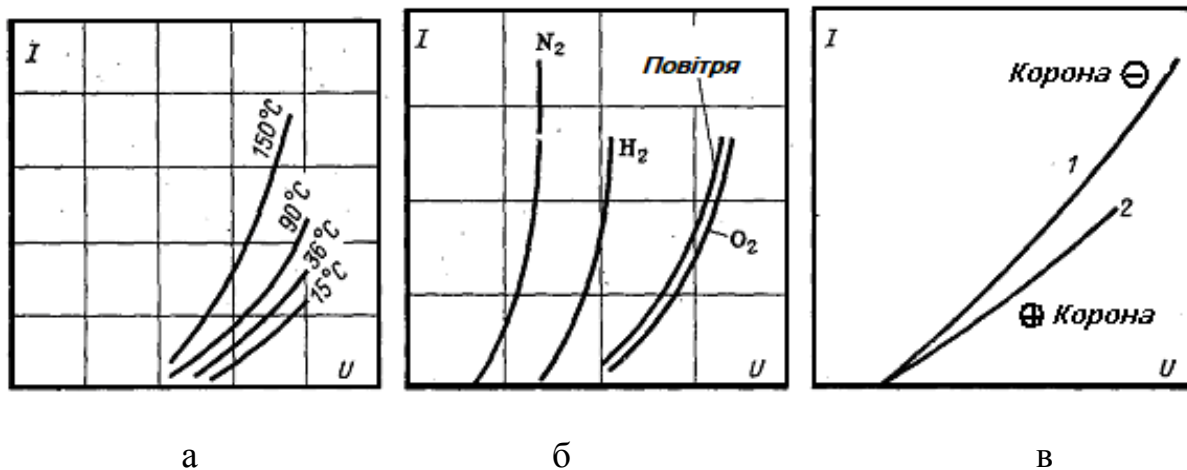 I
150°C
90°C
36°C
15°C
U
I
N₂
Повітря
H₂
O₂
U
I
Корона ⊖
1
2
⊕ Корона
U
а
б
в